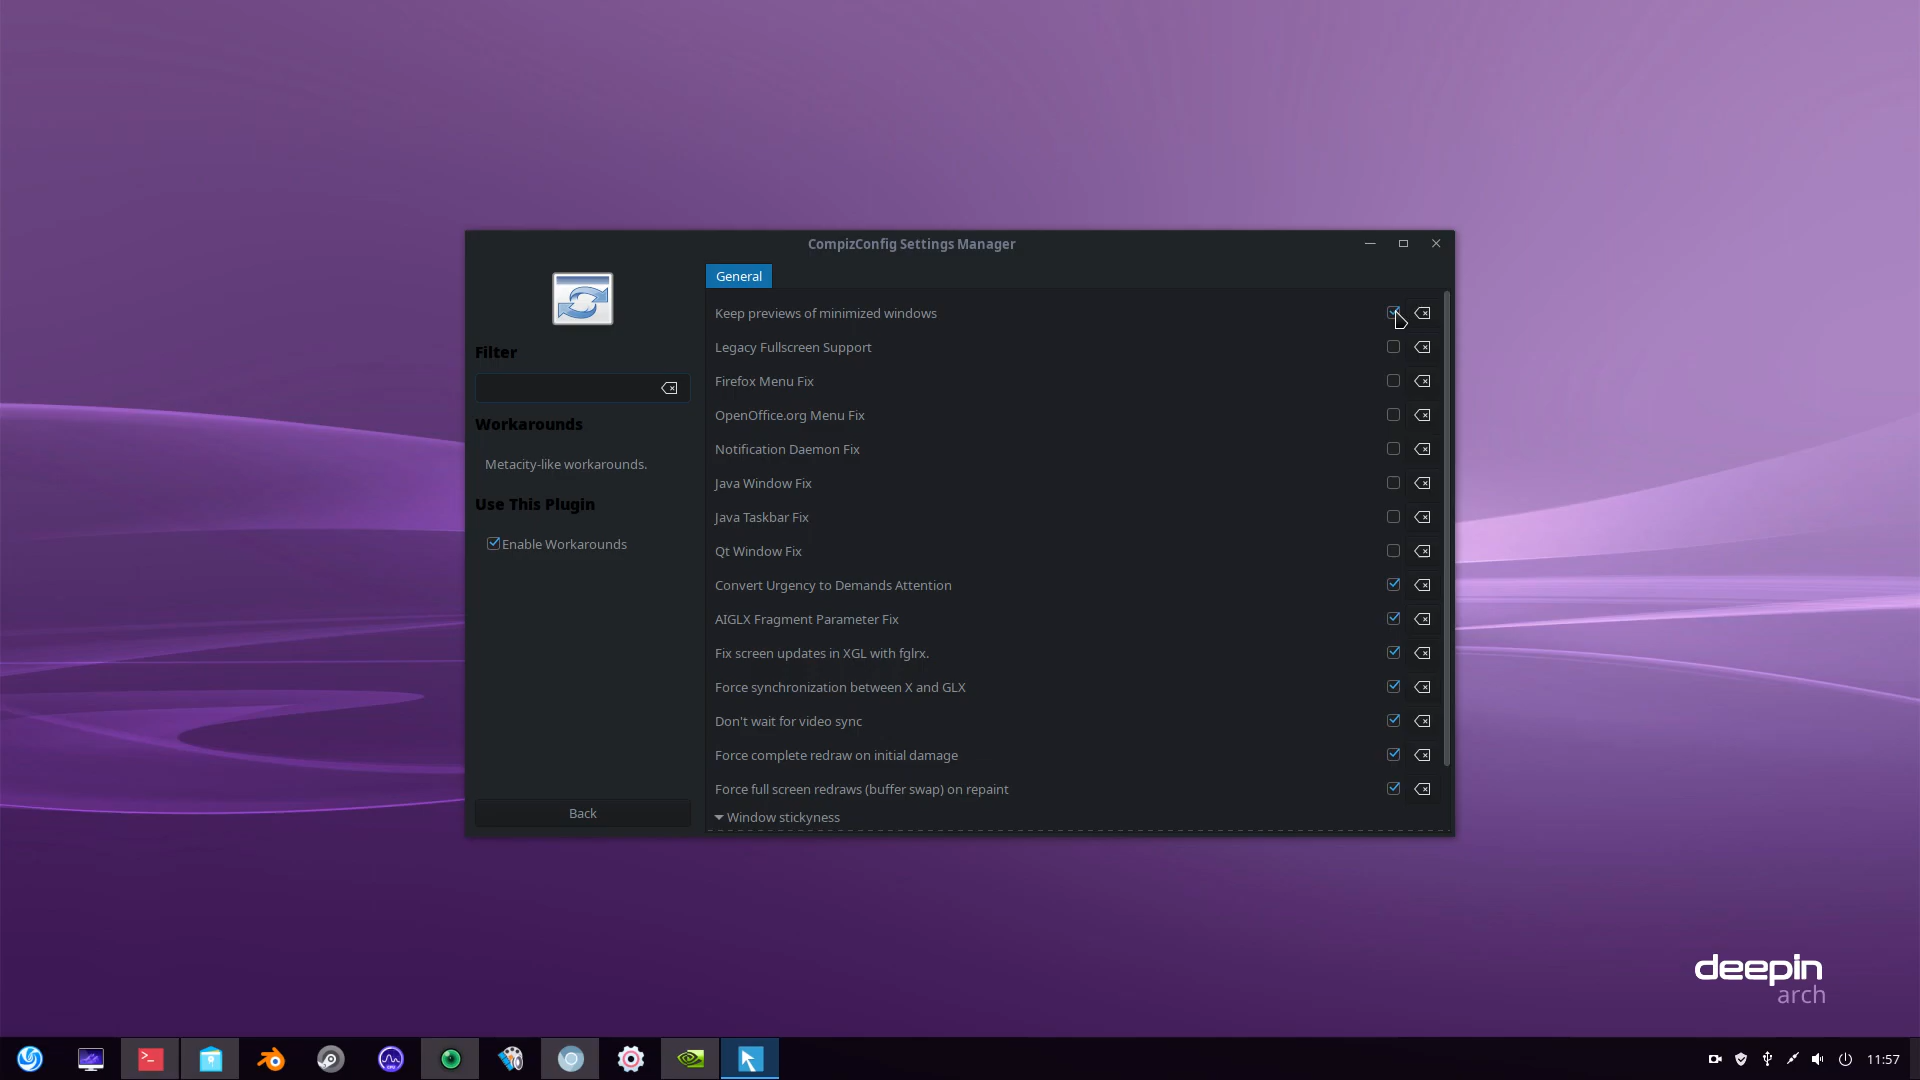 CompizConfig Settings Manager
General
Filter
Workarounds
Metacity-like workarounds.
Use This Plugin
Enable Workarounds
Back
Keep previews of minimized windows
Legacy Fullscreen Support
Firefox Menu Fix
OpenOffice.org Menu Fix
Notification Daemon Fix
Java Window Fix
Java Taskbar Fix
Qt Window Fix
Convert Urgency to Demands Attention
AIGLX Fragment Parameter Fix
Fix screen updates in XGL with fglrx.
Force synchronization between X and GLX
Don't wait for video sync
Force complete redraw on initial damage
Force full screen redraws (buffer swap) on repaint
Window stickyness
deepin
arch
11:57